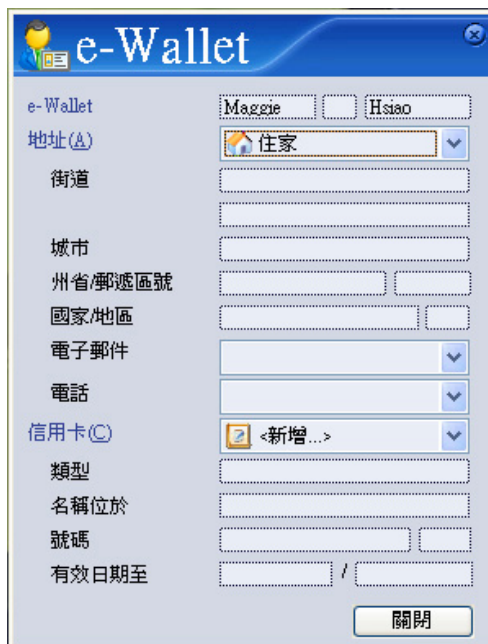 e-Wallet
e-Wallet Maggie Hsiao
地址(A) 住家
街道
城市
州省/郵遞區號
國家/地區
電子郵件
電話
信用卡(C) <新增...>
類型
名稱位於
號碼
有效日期至 /
關閉